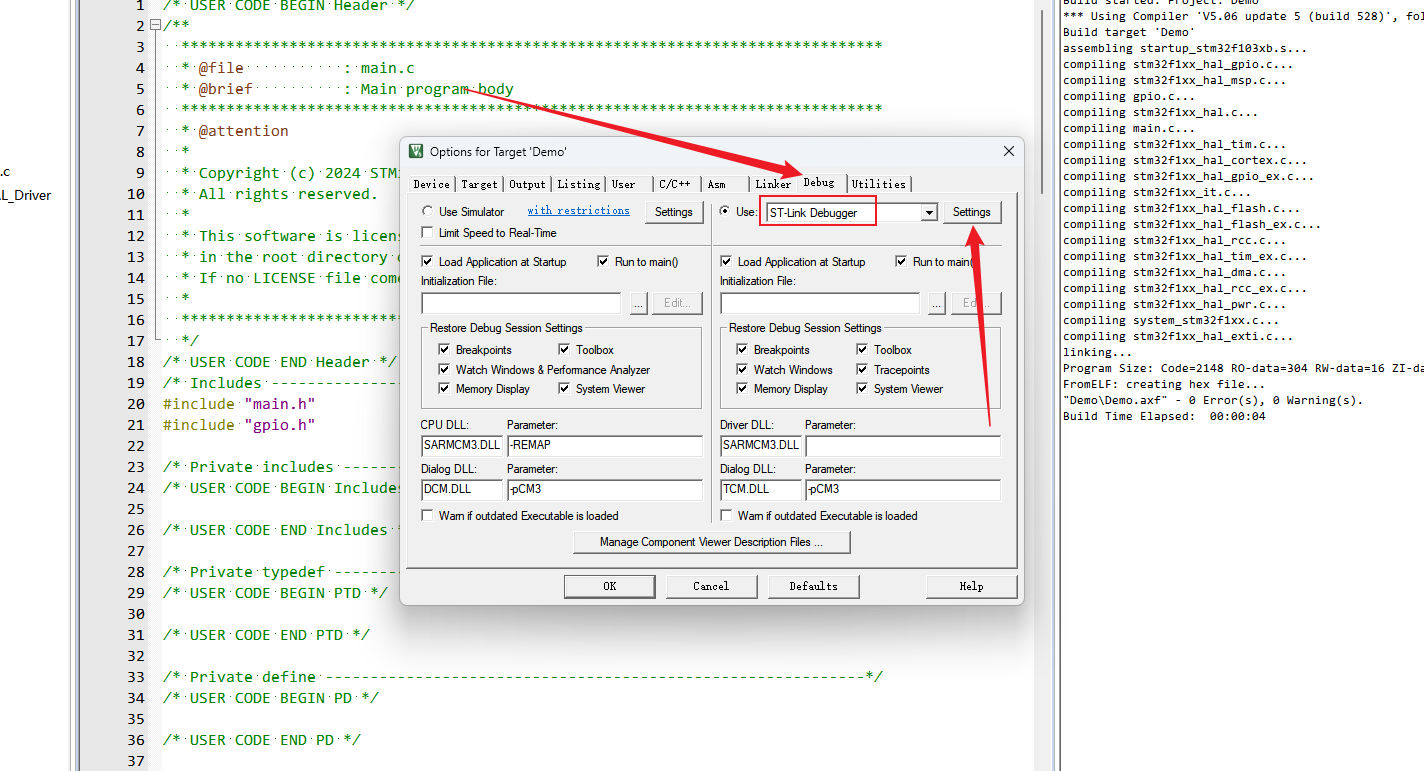 .c
L_Driver
1 /* USER CODE BEGIN Header */
2 /**
3 ******************************************************************************
4 * @file : main.c
5 * @brief : Main program body
6 ******************************************************************************
7 * @attention
8 *
9 * Copyright (c) 2024 STMi
10 * All rights reserved.
11 *
12 * This software is licens
13 * in the root directory o
14 * If no LICENSE file come
15 *
16 *************************
17 */
18 /* USER CODE END Header */
19 /* Includes --------------
20 #include "main.h"
21 #include "gpio.h"
22
23 /* Private includes ------
24 /* USER CODE BEGIN Includes
25
26 /* USER CODE END Includes *
27
28 /* Private typedef -------
29 /* USER CODE BEGIN PTD */
30
31 /* USER CODE END PTD */
32
33 /* Private define ------------------------------------------------------------*/
34 /* USER CODE BEGIN PD */
35
36 /* USER CODE END PD */
37
Options for Target 'Demo'
Device Target Output Listing User C/C++ Asm Linker Debug Utilities
Use Simulator with restrictions Settings
Limit Speed to Real-Time
Load Application at Startup Run to main()
Initialization File:
... Edit...
Restore Debug Session Settings
Breakpoints Toolbox
Watch Windows & Performance Analyzer
Memory Display System Viewer
CPU DLL: Parameter:
SARMCM3.DLL -REMAP
Dialog DLL: Parameter:
DCM.DLL -pCM3
Warn if outdated Executable is loaded
Use: ST-Link Debugger Settings
Load Application at Startup Run to main()
Initialization File:
... Ed
Restore Debug Session Settings
Breakpoints Toolbox
Watch Windows Tracepoints
Memory Display System Viewer
Driver DLL: Parameter:
SARMCM3.DLL
Dialog DLL: Parameter:
TCM.DLL -pCM3
Warn if outdated Executable is loaded
Manage Component Viewer Description Files ...
OK Cancel Defaults Help
Build started: Project: Demo
*** Using Compiler 'V5.06 update 5 (build 528)', fol
Build target 'Demo'
assembling startup_stm32f103xb.s...
compiling stm32f1xx_hal_gpio.c...
compiling stm32f1xx_hal_msp.c...
compiling gpio.c...
compiling stm32f1xx_hal.c...
compiling main.c...
compiling stm32f1xx_hal_tim.c...
compiling stm32f1xx_hal_cortex.c...
compiling stm32f1xx_hal_gpio_ex.c...
compiling stm32f1xx_it.c...
compiling stm32f1xx_hal_flash.c...
compiling stm32f1xx_hal_flash_ex.c...
compiling stm32f1xx_hal_rcc.c...
compiling stm32f1xx_hal_tim_ex.c...
compiling stm32f1xx_hal_dma.c...
compiling stm32f1xx_hal_rcc_ex.c...
compiling stm32f1xx_hal_pwr.c...
compiling system_stm32f1xx.c...
compiling stm32f1xx_hal_exti.c...
linking...
Program Size: Code=2148 RO-data=304 RW-data=16 ZI-da
FromELF: creating hex file...
"Demo\Demo.axf" - 0 Error(s), 0 Warning(s).
Build Time Elapsed: 00:00:04